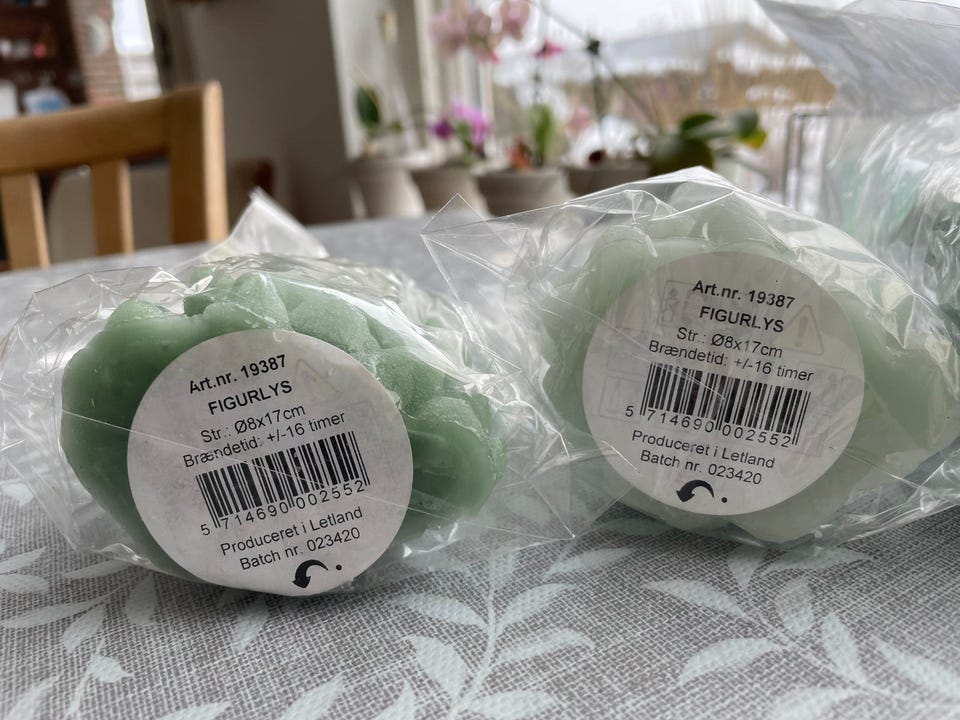 Art.nr. 19387
FIGURLYS
Str.: Ø8x17cm
Brændetid: +/-16 timer
5 714690 002552
Produceret i Letland
Batch nr. 023420
Art.nr. 19387
FIGURLYS
Str.: Ø8x17cm
Brændetid: +/-16 timer
5 714690 002552
Produceret i Letland
Batch nr. 023420